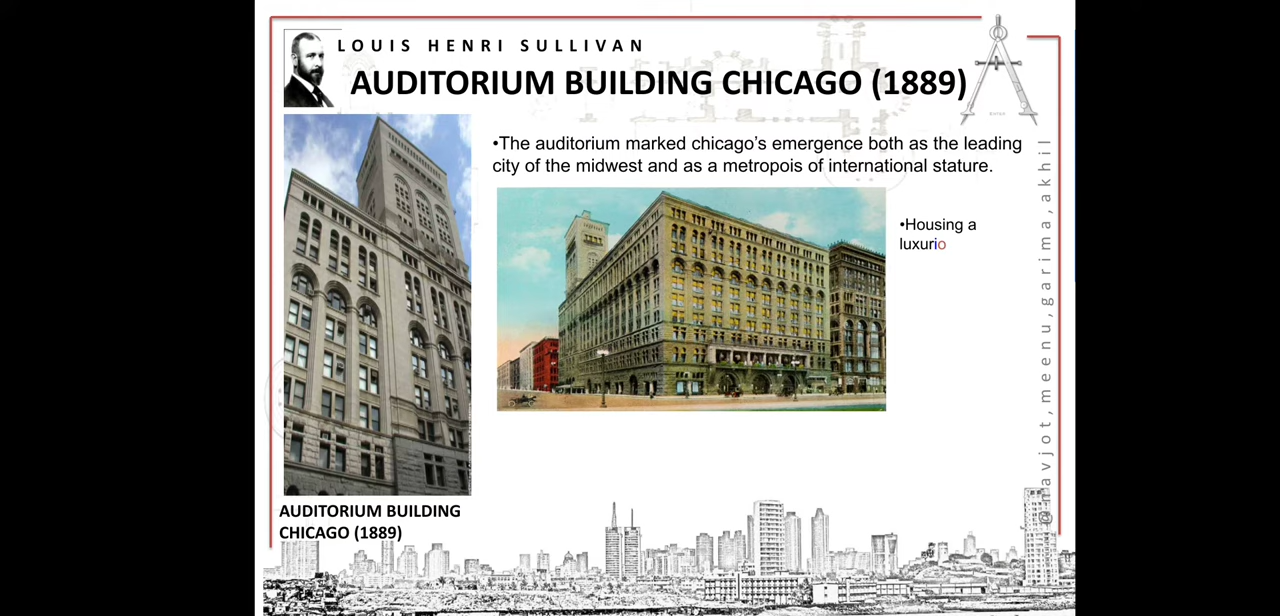 LOUIS HENRI SULLIVAN
AUDITORIUM BUILDING CHICAGO (1889)
•The auditorium marked chicago’s emergence both as the leading
city of the midwest and as a metropois of international stature.
•Housing a
luxurio
AUDITORIUM BUILDING
CHICAGO (1889)
@navjot,meenu,garima,akhil